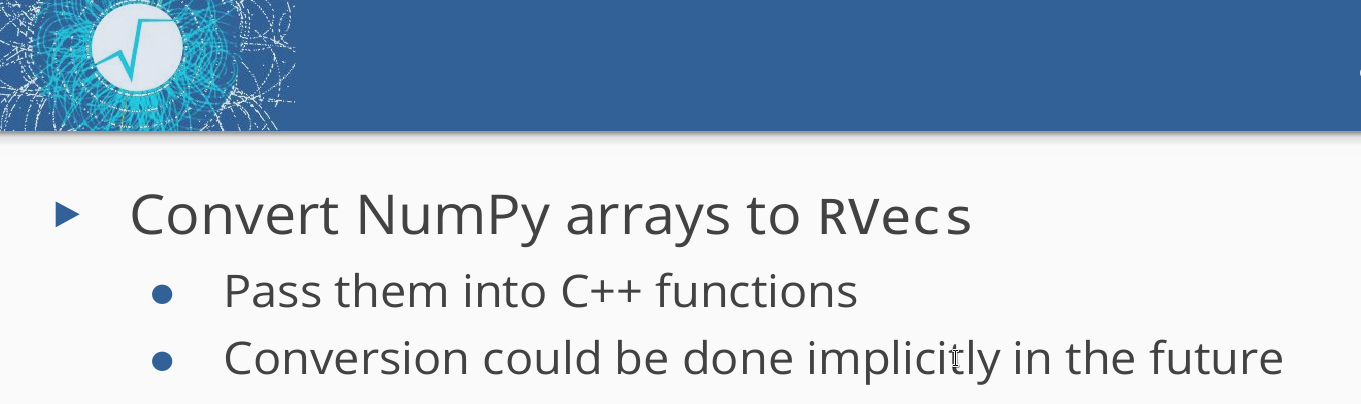 Convert NumPy arrays to RVecs
Pass them into C++ functions
Conversion could be done implicitly in the future